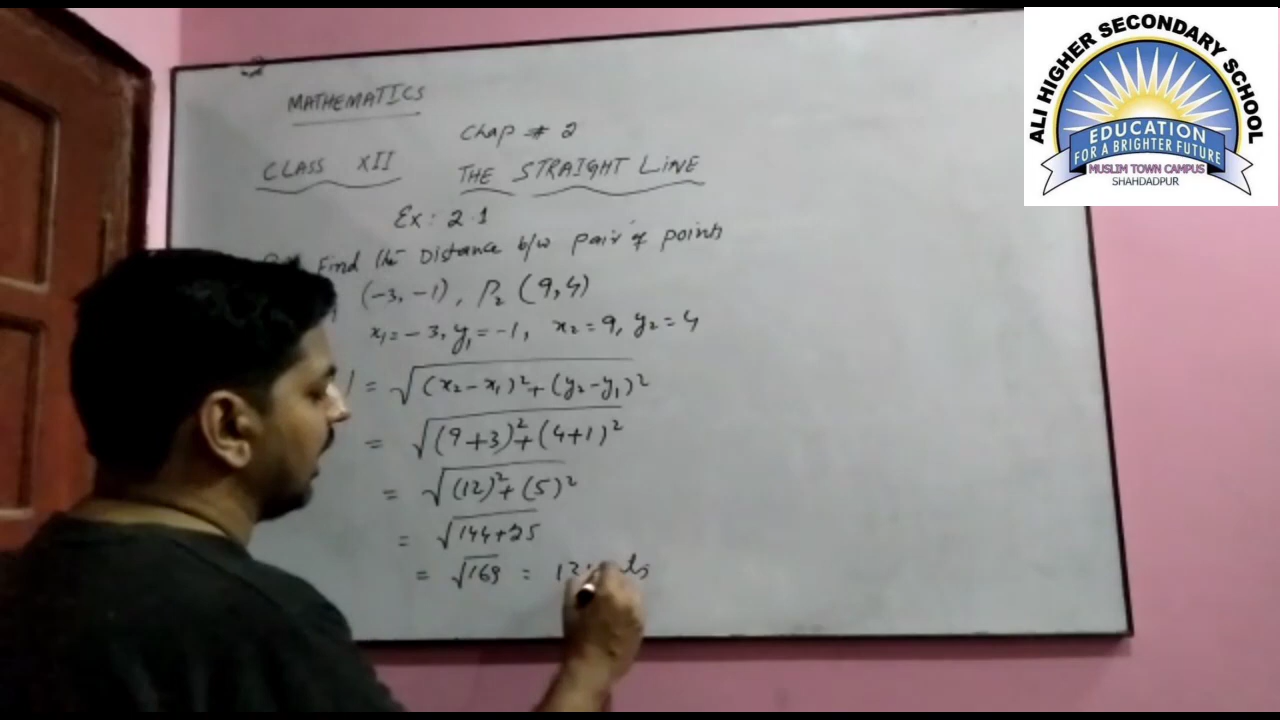 MATHEMATICS
Chap # 2
CLASS XII
THE STRAIGHT LINE
Ex: 2.1
Find the Distance b/w pair of points
(-3, -1), P₂ (9, 4)
x₁ = -3, y₁ = -1, x₂ = 9, y₂ = 4
= √(x₂ - x₁)² + (y₂ - y₁)²
= √(9+3)² + (4+1)²
= √(12)² + (5)²
= √144+25
= √169 = 13
ALI HIGHER SECONDARY SCHOOL
EDUCATION
FOR A BRIGHTER FUTURE
MUSLIM TOWN CAMPUS
SHAHDADPUR